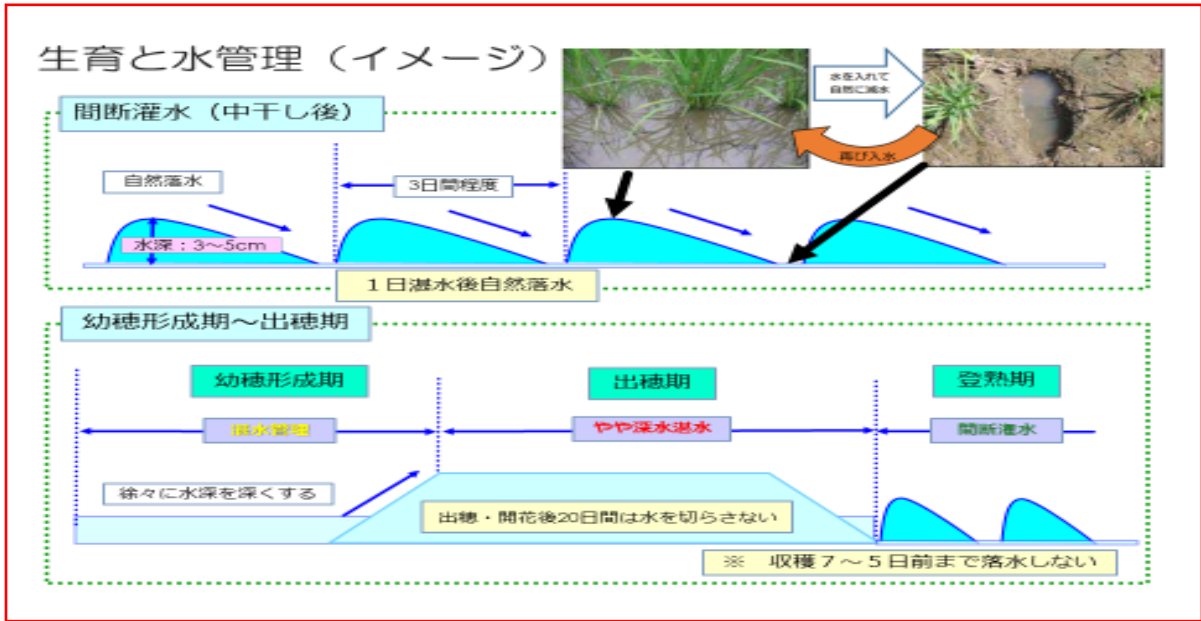 生育と水管理（イメージ）
水を入れて
自然に減水
再び入水
間断灌水（中干し後）
自然落水
3日間程度
水深：3～5cm
１日湛水後自然落水
幼穂形成期～出穂期
幼穂形成期
出穂期
登熟期
湛水管理
やや深水湛水
間断灌水
徐々に水深を深くする
出穂・開花後20日間は水を切らさない
※　収穫７～５日前まで落水しない